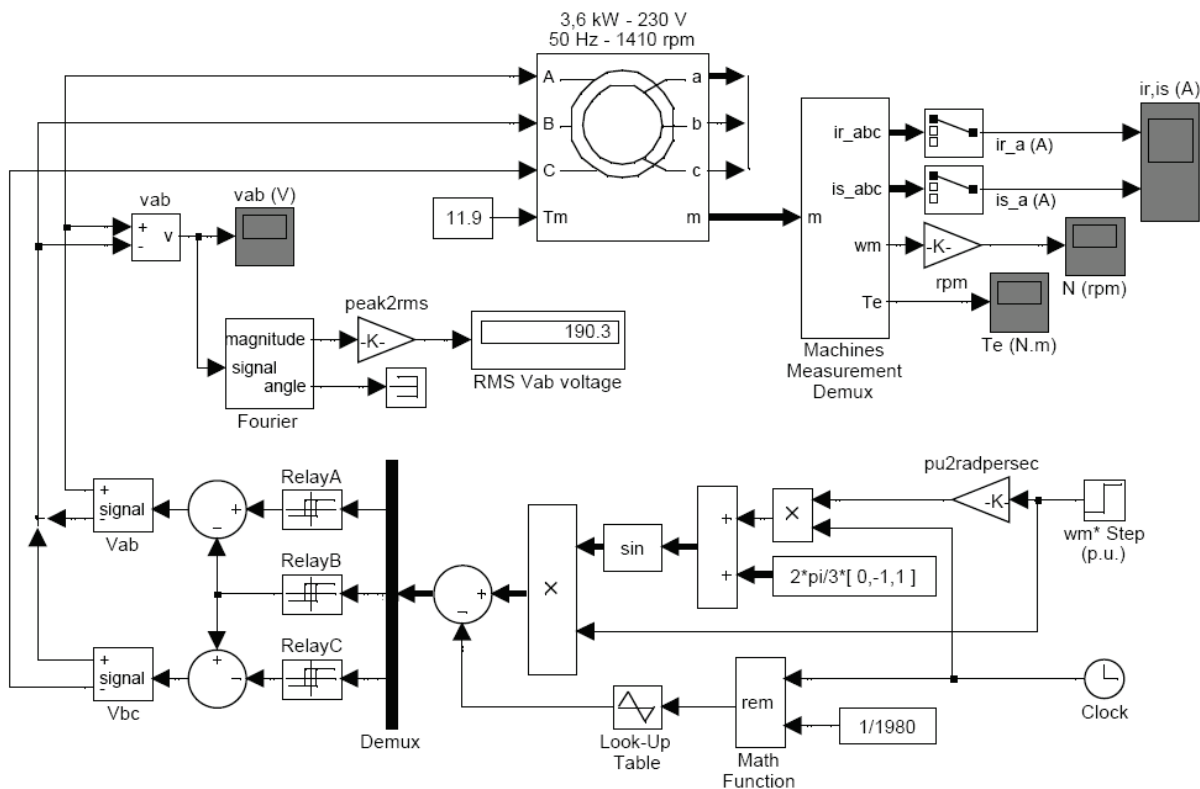 3,6 kW - 230 V
50 Hz - 1410 rpm
A
a
B
b
C
c
Tm
m
11.9
vab
+
-
v
vab (V)
m
ir_abc
is_abc
wm
Te
Machines
Measurement
Demux
ir_a (A)
is_a (A)
ir,is (A)
-K-
rpm
N (rpm)
Te (N.m)
magnitude
signal
angle
Fourier
peak2rms
-K-
190.3
RMS Vab voltage
+
signal
-
Vab
+
-
RelayA
RelayB
RelayC
+
signal
-
Vbc
+
-
Demux
+
-
×
sin
+
+
×
pu2radpersec
-K-
wm* Step
(p.u.)
2*pi/3*[ 0,-1,1 ]
Look-Up
Table
rem
Math
Function
1/1980
Clock